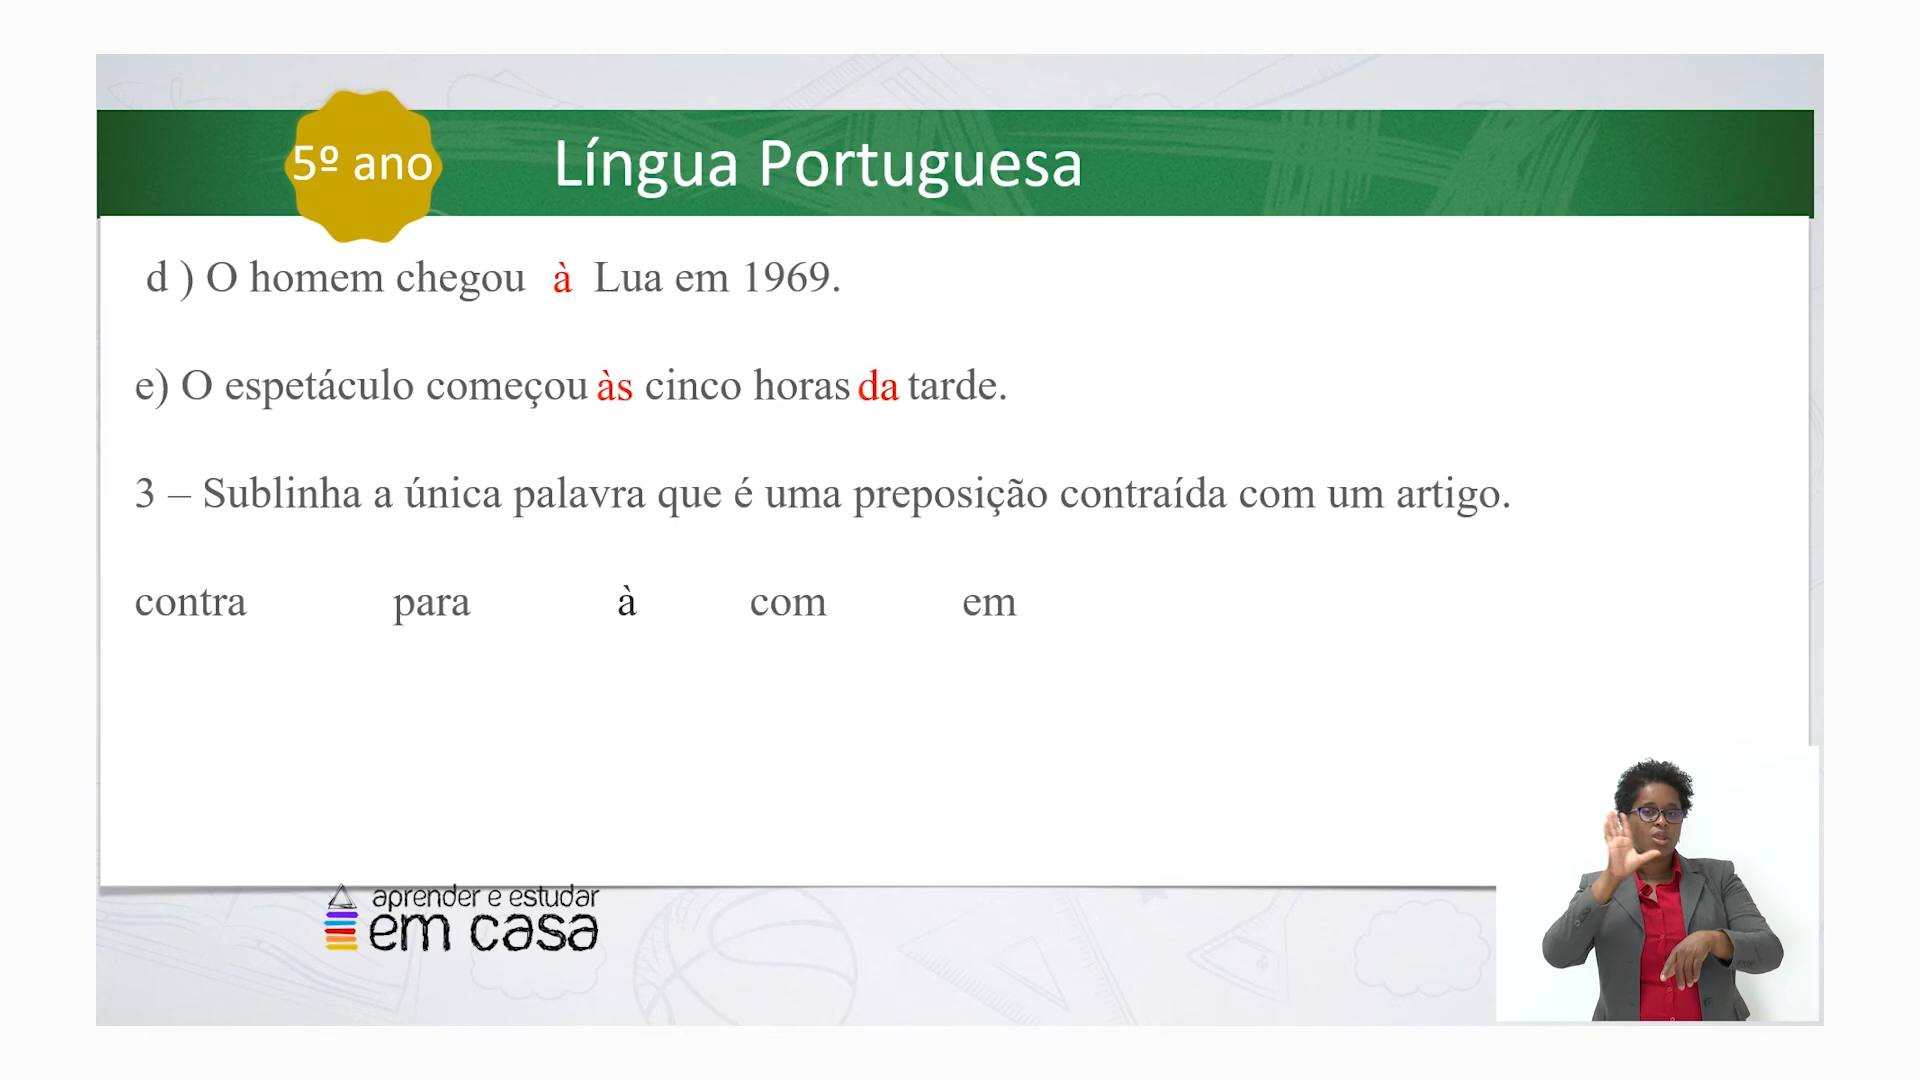 5º ano
Língua Portuguesa
d ) O homem chegou à Lua em 1969.
e) O espetáculo começou às cinco horas da tarde.
3 – Sublinha a única palavra que é uma preposição contraída com um artigo.
contra para à com em
aprender e estudar
em casa